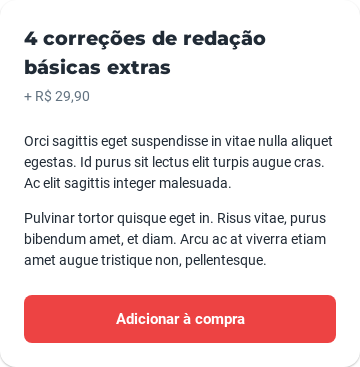 4 correções de redação
básicas extras
+ R$ 29,90
Orci sagittis eget suspendisse in vitae nulla aliquet
egestas. Id purus sit lectus elit turpis augue cras.
Ac elit sagittis integer malesuada.
Pulvinar tortor quisque eget in. Risus vitae, purus
bibendum amet, et diam. Arcu ac at viverra etiam
amet augue tristique non, pellentesque.
Adicionar à compra